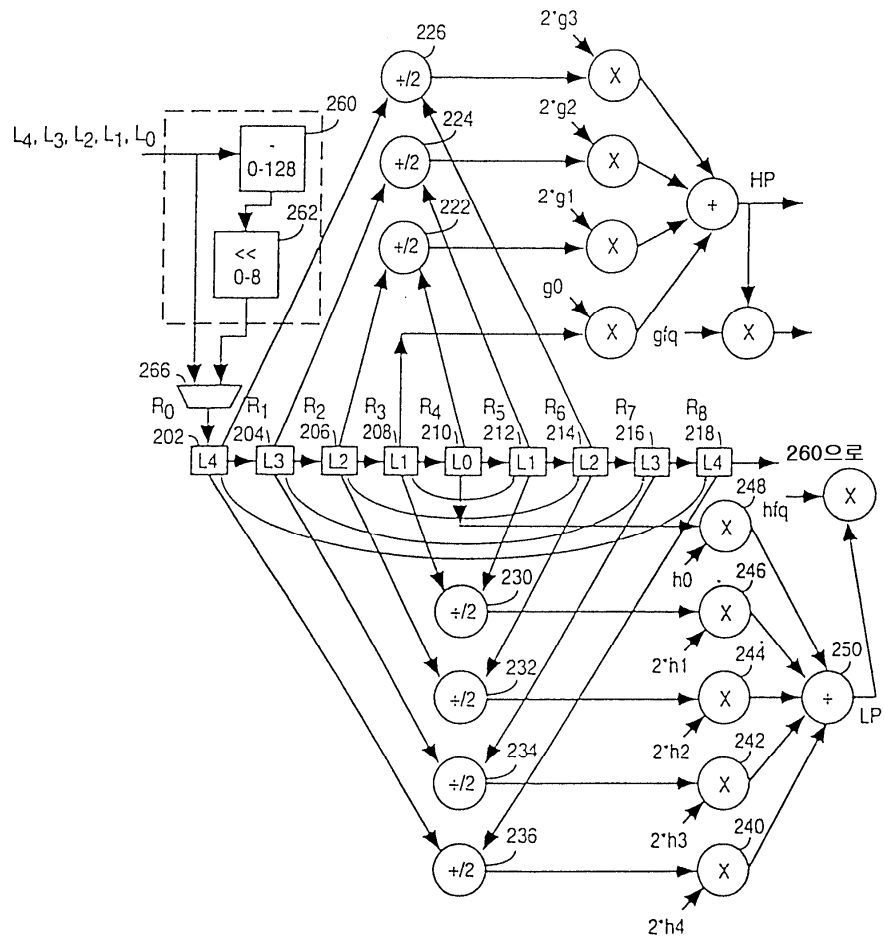 226
÷/2
2*g3
X
L4, L3, L2, L1, L0
260
-
0-128
224
÷/2
2*g2
X
HP
+
262
<<
0-8
222
+/2
2*g1
X
g0
X
gfq
X
266
R0
R1
R2
R3
R4
R5
R6
R7
R8
202
204
206
208
210
212
214
216
218
L4
L3
L2
L1
L0
L1
L2
L3
L4
260으로
hfq
X
248
X
h0
230
÷/2
246
X
2*h1
232
÷/2
244
X
2*h2
250
÷
LP
234
÷/2
242
X
2*h3
236
+/2
240
X
2*h4